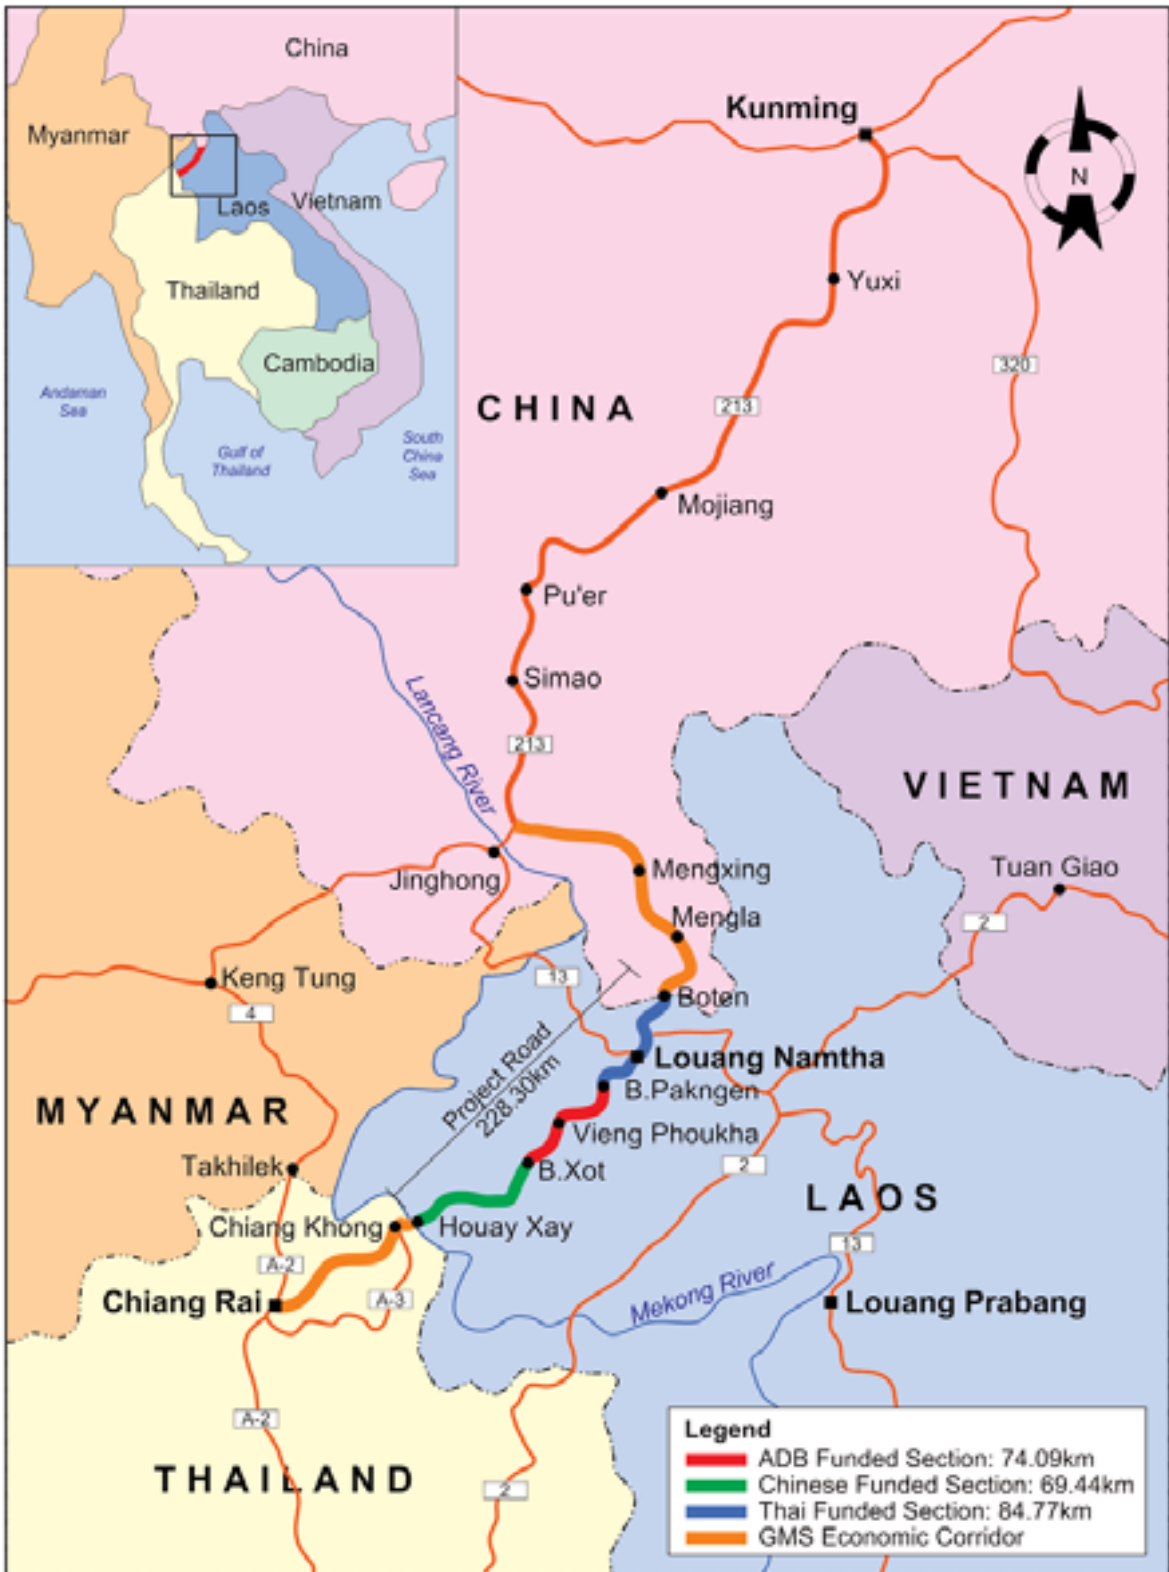 China
Myanmar
Laos
Vietnam
Thailand
Cambodia
Andaman
Sea
Gulf of
Thailand
South
China
Sea
Kunming
N
Yuxi
320
CHINA
213
Mojiang
Pu'er
Simao
Lancang River
213
VIETNAM
Tuan Giao
Jinghong
Mengxing
Mengla
2
Keng Tung
13
Boten
4
Project Road
228.30km
Louang Namtha
B.Pakngen
MYANMAR
Vieng Phoukha
Takhilek
B.Xot
2
LAOS
Chiang Khong
Houay Xay
13
A-2
Mekong River
Chiang Rai
A-3
Louang Prabang
A-2
THAILAND
2
Legend
ADB Funded Section: 74.09km
Chinese Funded Section: 69.44km
Thai Funded Section: 84.77km
GMS Economic Corridor